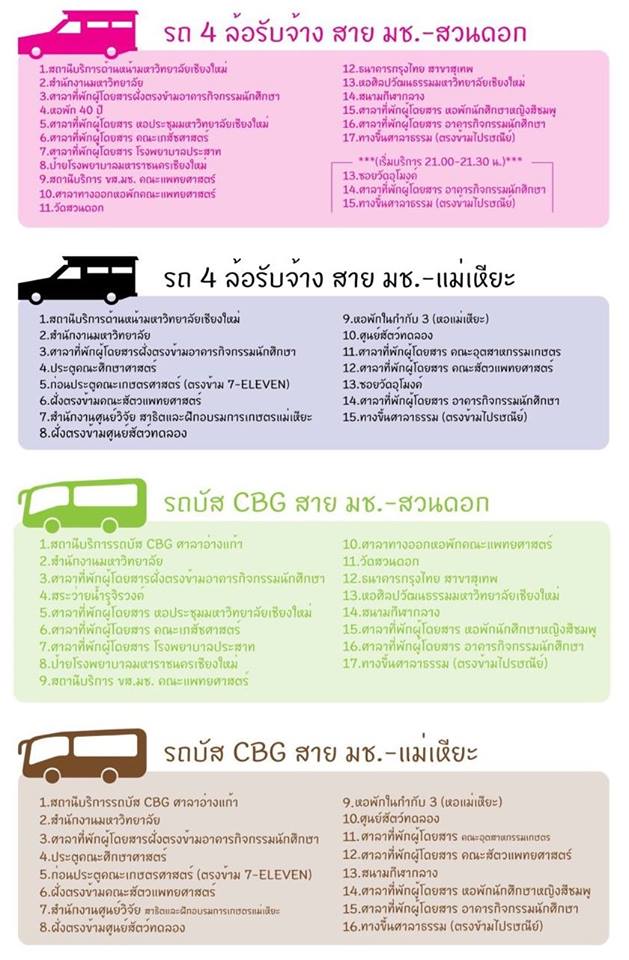 รถ 4 ล้อรับจ้าง สาย มช.-สวนดอก
1.สถานีบริการด้านหน้ามหาวิทยาลัยเชียงใหม่
2.สำนักงานมหาวิทยาลัย
3.ศาลาที่พักผู้โดยสารฝั่งตรงข้ามอาคารกิจกรรมนักศึกษา
4.หอพัก 40 ปี
5.ศาลาที่พักผู้โดยสาร หอประชุมมหาวิทยาลัยเชียงใหม่
6.ศาลาที่พักผู้โดยสาร คณะเภสัชศาสตร์
7.ศาลาที่พักผู้โดยสาร โรงพยาบาลประสาท
8.ป้ายโรงพยาบาลมหาราชนครเชียงใหม่
9.สถานีบริการ ขส.มช. คณะแพทยศาสตร์
10.ศาลาทางออกหอพักคณะแพทยศาสตร์
11.วัดสวนดอก
12.ธนาคารกรุงไทย สาขาสุเทพ
13.หอศิลปวัฒนธรรมมหาวิทยาลัยเชียงใหม่
14.สนามกีฬากลาง
15.ศาลาที่พักผู้โดยสาร หอพักนักศึกษาหญิงสีชมพู
16.ศาลาที่พักผู้โดยสาร อาคารกิจกรรมนักศึกษา
17.ทางขึ้นศาลาธรรม (ตรงข้ามไปรษณีย์)
***(เริ่มบริการ 21.00-21.30 น.)***
13.ซอยวัดอุโมงค์
14.ศาลาที่พักผู้โดยสาร อาคารกิจกรรมนักศึกษา
15.ทางขึ้นศาลาธรรม (ตรงข้ามไปรษณีย์)
รถ 4 ล้อรับจ้าง สาย มช.-แม่เหียะ
1.สถานีบริการด้านหน้ามหาวิทยาลัยเชียงใหม่
2.สำนักงานมหาวิทยาลัย
3.ศาลาที่พักผู้โดยสารฝั่งตรงข้ามอาคารกิจกรรมนักศึกษา
4.ประตูคณะศึกษาศาสตร์
5.ก่อนประตูคณะเกษตรศาสตร์ (ตรงข้าม 7-ELEVEN)
6.ฝั่งตรงข้ามคณะสัตวแพทยศาสตร์
7.สำนักงานศูนย์วิจัย สาธิตและฝึกอบรมการเกษตรแม่เหียะ
8.ฝั่งตรงข้ามศูนย์สัตว์ทดลอง
9.หอพักในกำกับ 3 (หอแม่เหียะ)
10.ศูนย์สัตว์ทดลอง
11.ศาลาที่พักผู้โดยสาร คณะอุตสาหกรรมเกษตร
12.ศาลาที่พักผู้โดยสาร คณะสัตวแพทยศาสตร์
13.ซอยวัดอุโมงค์
14.ศาลาที่พักผู้โดยสาร อาคารกิจกรรมนักศึกษา
15.ทางขึ้นศาลาธรรม (ตรงข้ามไปรษณีย์)
รถบัส CBG สาย มช.-สวนดอก
1.สถานีบริการรถบัส CBG ศาลาอ่างแก้ว
2.สำนักงานมหาวิทยาลัย
3.ศาลาที่พักผู้โดยสารฝั่งตรงข้ามอาคารกิจกรรมนักศึกษา
4.สระว่ายน้ำรุจิรวงค์
5.ศาลาที่พักผู้โดยสาร หอประชุมมหาวิทยาลัยเชียงใหม่
6.ศาลาที่พักผู้โดยสาร คณะเภสัชศาสตร์
7.ศาลาที่พักผู้โดยสาร โรงพยาบาลประสาท
8.ป้ายโรงพยาบาลมหาราชนครเชียงใหม่
9.สถานีบริการ ขส.มช. คณะแพทยศาสตร์
10.ศาลาทางออกหอพักคณะแพทยศาสตร์
11.วัดสวนดอก
12.ธนาคารกรุงไทย สาขาสุเทพ
13.หอศิลปวัฒนธรรมมหาวิทยาลัยเชียงใหม่
14.สนามกีฬากลาง
15.ศาลาที่พักผู้โดยสาร หอพักนักศึกษาหญิงสีชมพู
16.ศาลาที่พักผู้โดยสาร อาคารกิจกรรมนักศึกษา
17.ทางขึ้นศาลาธรรม (ตรงข้ามไปรษณีย์)
รถบัส CBG สาย มช.-แม่เหียะ
1.สถานีบริการรถบัส CBG ศาลาอ่างแก้ว
2.สำนักงานมหาวิทยาลัย
3.ศาลาที่พักผู้โดยสารฝั่งตรงข้ามอาคารกิจกรรมนักศึกษา
4.ประตูคณะศึกษาศาสตร์
5.ก่อนประตูคณะเกษตรศาสตร์ (ตรงข้าม 7-ELEVEN)
6.ฝั่งตรงข้ามคณะสัตวแพทยศาสตร์
7.สำนักงานศูนย์วิจัย สาธิตและฝึกอบรมการเกษตรแม่เหียะ
8.ฝั่งตรงข้ามศูนย์สัตว์ทดลอง
9.หอพักในกำกับ 3 (หอแม่เหียะ)
10.ศูนย์สัตว์ทดลอง
11.ศาลาที่พักผู้โดยสาร คณะอุตสาหกรรมเกษตร
12.ศาลาที่พักผู้โดยสาร คณะสัตวแพทยศาสตร์
13.สนามกีฬากลาง
14.ศาลาที่พักผู้โดยสาร หอพักนักศึกษาหญิงสีชมพู
15.ศาลาที่พักผู้โดยสาร อาคารกิจกรรมนักศึกษา
16.ทางขึ้นศาลาธรรม (ตรงข้ามไปรษณีย์)